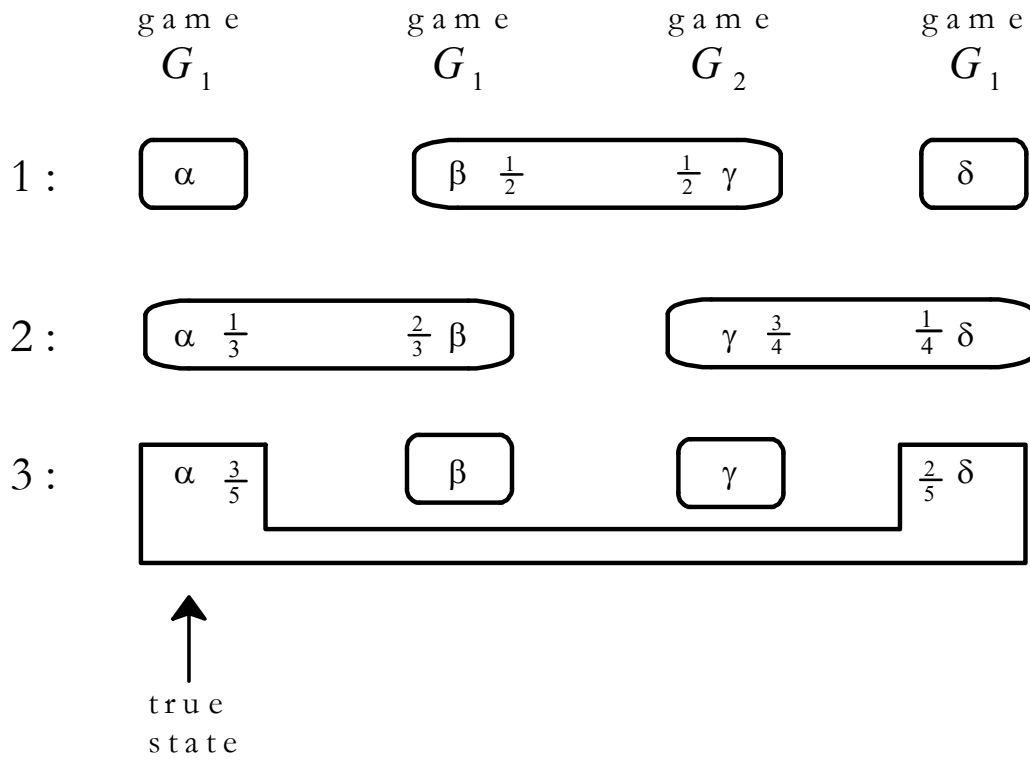 game game game game
G₁ G₁ G₂ G₁
1: α β 1/2 1/2 γ δ
2: α 1/3 2/3 β γ 3/4 1/4 δ
3: α 3/5 β γ 2/5 δ
true
state